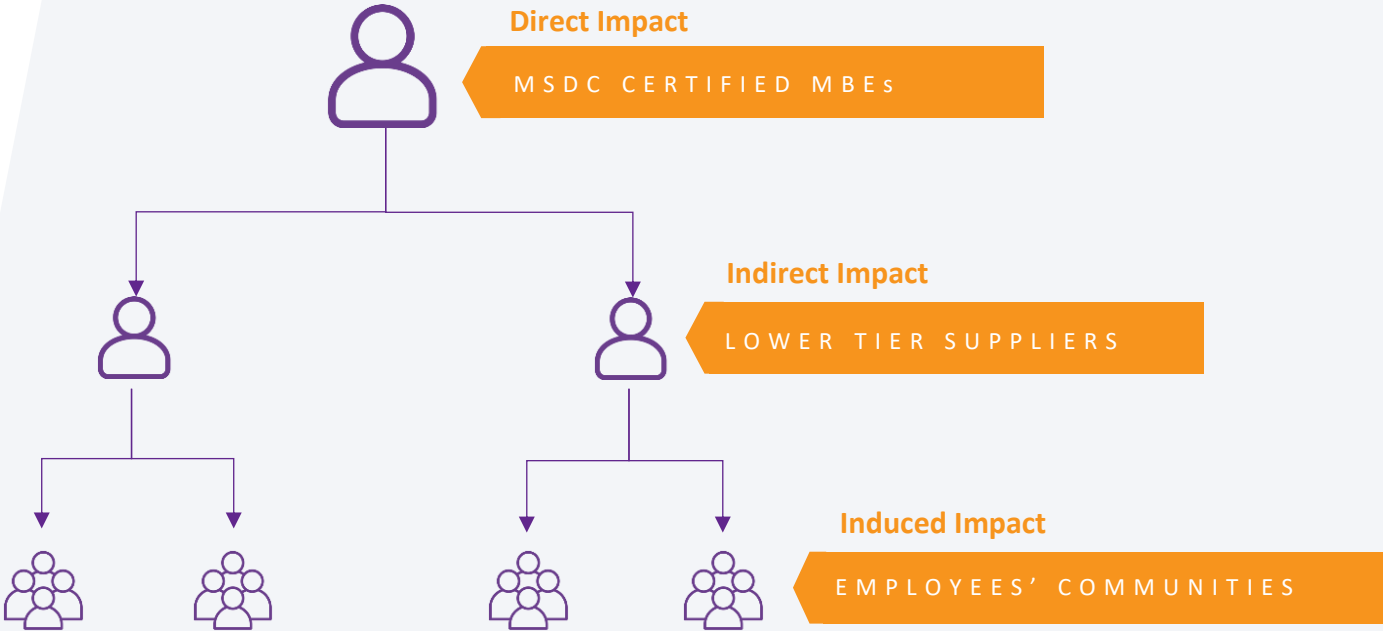 Direct Impact
MSDC CERTIFIED MBEs
Indirect Impact
LOWER TIER SUPPLIERS
Induced Impact
EMPLOYEES’ COMMUNITIES